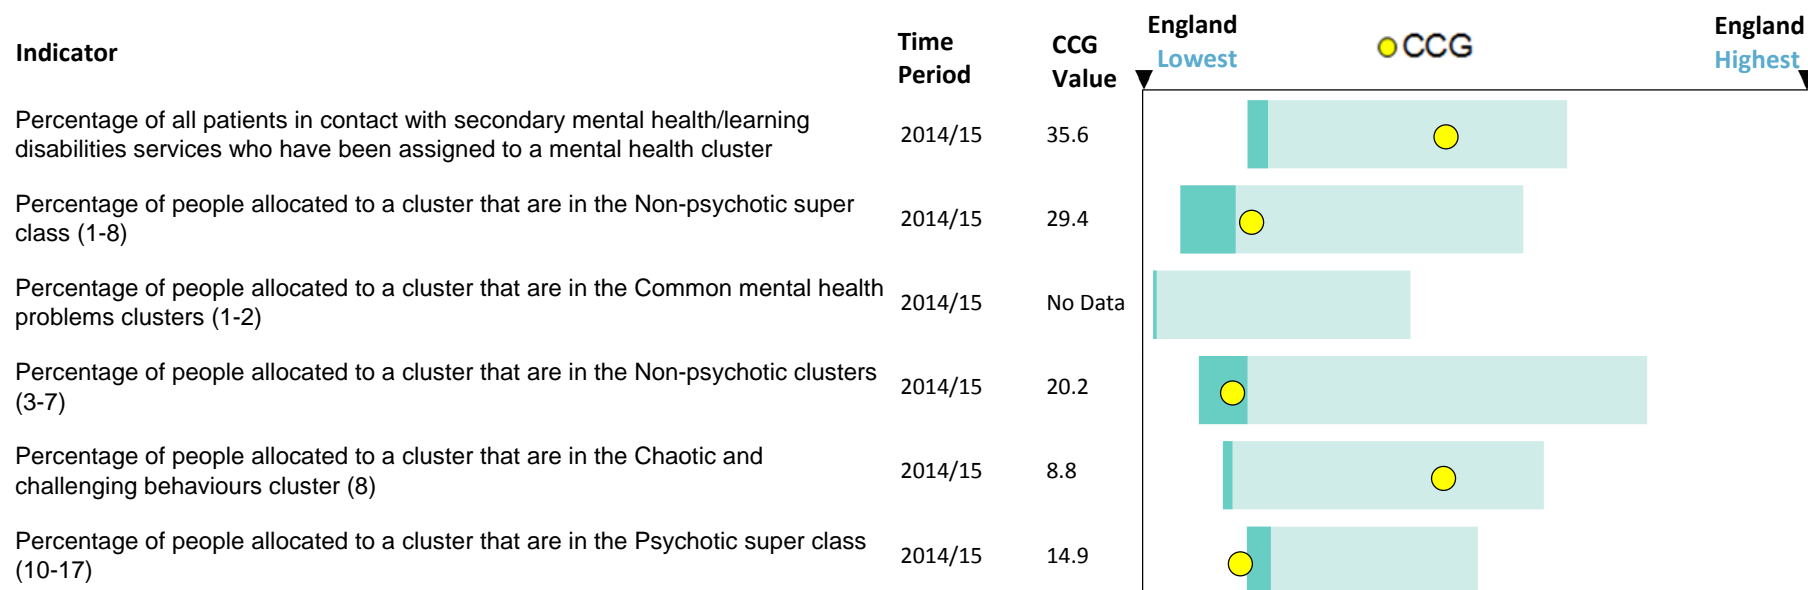 Indicator
Time
Period
CCG
Value
England
Lowest
CCG
England
Highest
Percentage of all patients in contact with secondary mental health/learning
disabilities services who have been assigned to a mental health cluster
2014/15
35.6
Percentage of people allocated to a cluster that are in the Non-psychotic super
class (1-8)
2014/15
29.4
Percentage of people allocated to a cluster that are in the Common mental health
problems clusters (1-2)
2014/15
No Data
Percentage of people allocated to a cluster that are in the Non-psychotic clusters
(3-7)
2014/15
20.2
Percentage of people allocated to a cluster that are in the Chaotic and
challenging behaviours cluster (8)
2014/15
8.8
Percentage of people allocated to a cluster that are in the Psychotic super class
(10-17)
2014/15
14.9